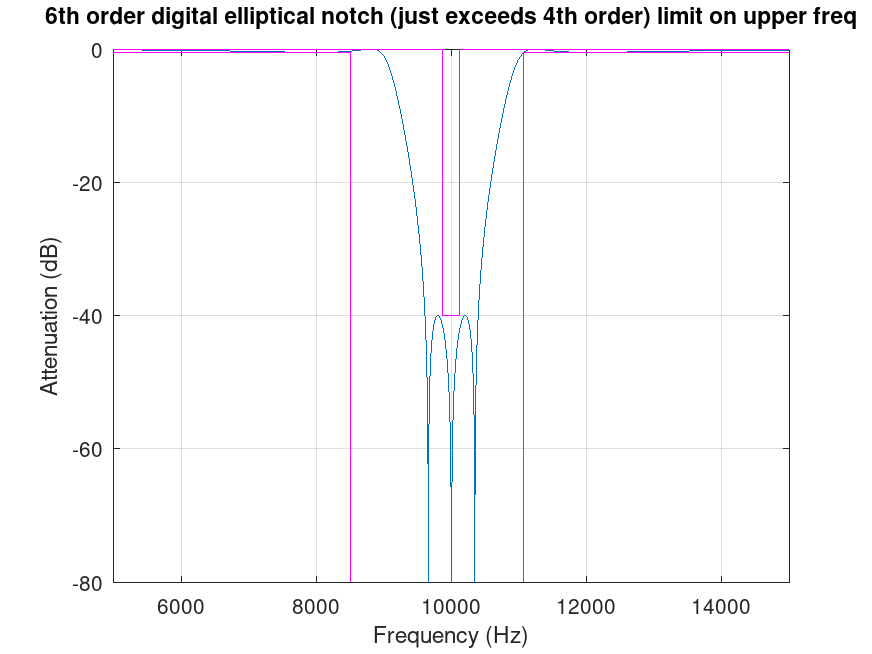 6th order digital elliptical notch (just exceeds 4th order) limit on upper freq
0
-20
-40
-60
-80
Attenuation (dB)
6000 8000 10000 12000 14000
Frequency (Hz)